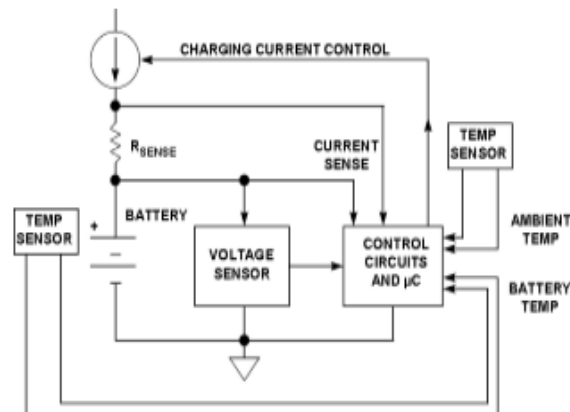 CHARGING CURRENT CONTROL
RSENSE
CURRENT
SENSE
TEMP
SENSOR
TEMP
SENSOR
+
BATTERY
VOLTAGE
SENSOR
CONTROL
CIRCUITS
AND µC
AMBIENT
TEMP
BATTERY
TEMP